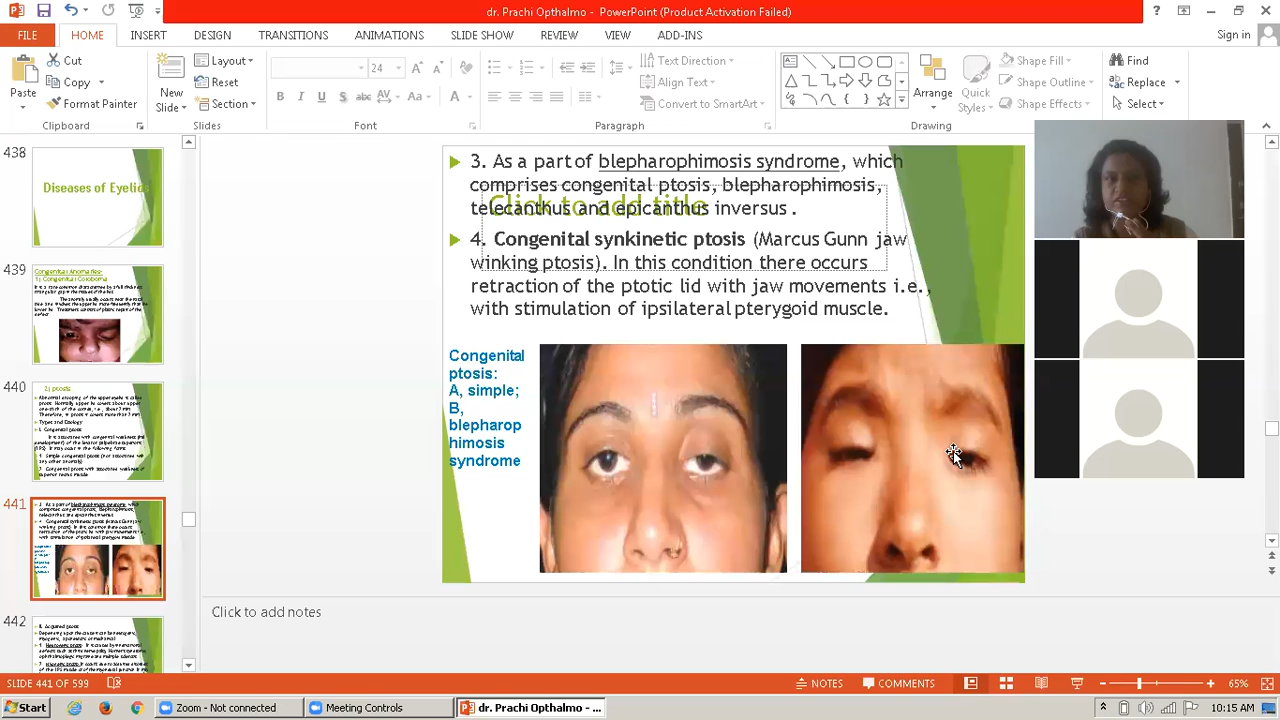 dr. Prachi Opthalmo - PowerPoint (Product Activation Failed)
FILE HOME INSERT DESIGN TRANSITIONS ANIMATIONS SLIDE SHOW REVIEW VIEW ADD-INS Sign in
Cut Layout Text Direction Shape Fill Find
Copy Reset 24 Align Text Shape Outline Replace
Paste Format Painter New Slide Section Convert to SmartArt Arrange Quick Styles Shape Effects Select
Clipboard Slides Font Paragraph Drawing
438
Diseases of Eyelids
439
440
441
442
3. As a part of blepharophimosis syndrome, which
comprises congenital ptosis, blepharophimosis,
telecanthus and epicanthus inversus .
Click to add title
4. Congenital synkinetic ptosis (Marcus Gunn jaw
winking ptosis). In this condition there occurs
retraction of the ptotic lid with jaw movements i.e.,
with stimulation of ipsilateral pterygoid muscle.
Congenital
ptosis:
A, simple;
B,
blepharop
himosis
syndrome
Click to add notes
SLIDE 441 OF 599 NOTES COMMENTS 65%
Start Zoom - Not connected Meeting Controls dr. Prachi Opthalmo - ... 10:15 AM